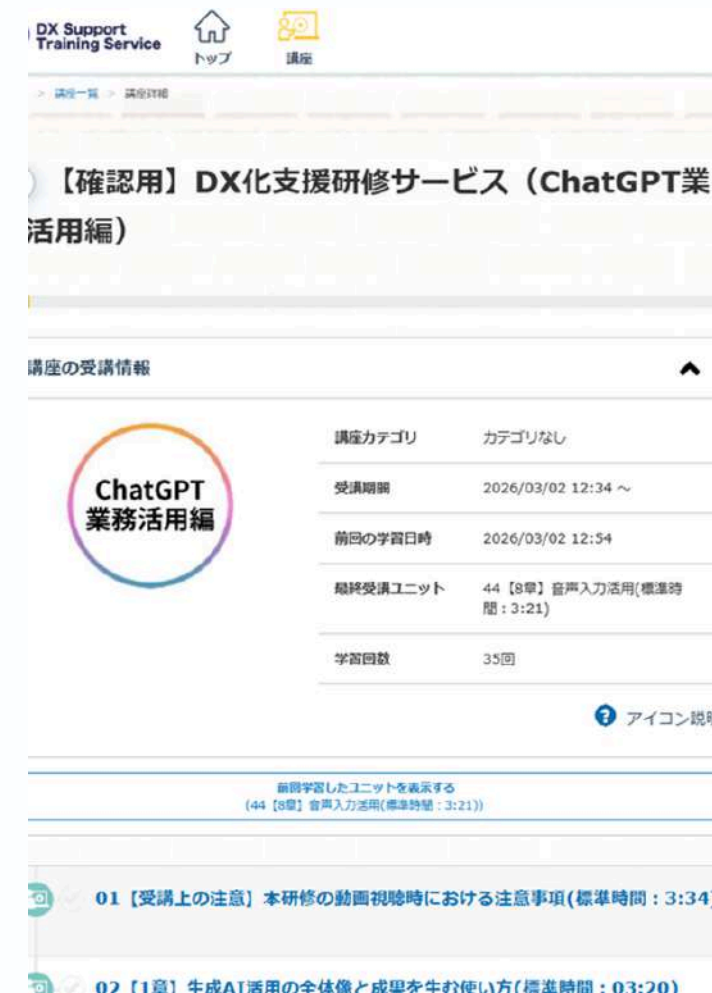 DX Support
Training Service
トップ
講座
> 講座一覧 > 講座詳細
【確認用】DX化支援研修サービス（ChatGPT業
活用編）
講座の受講情報
ChatGPT
業務活用編
講座カテゴリ カテゴリなし
受講期間 2026/03/02 12:34 ～
前回の学習日時 2026/03/02 12:54
最終受講ユニット 44【8章】音声入力活用(標準時
間：3:21)
学習回数 35回
? アイコン説明
前回学習したユニットを表示する
(44【8章】音声入力活用(標準時間：3:21))
01【受講上の注意】本研修の動画視聴時における注意事項(標準時間：3:34)
02【1章】生成AI活用の全体像と成果を生む使い方(標準時間：03:20)